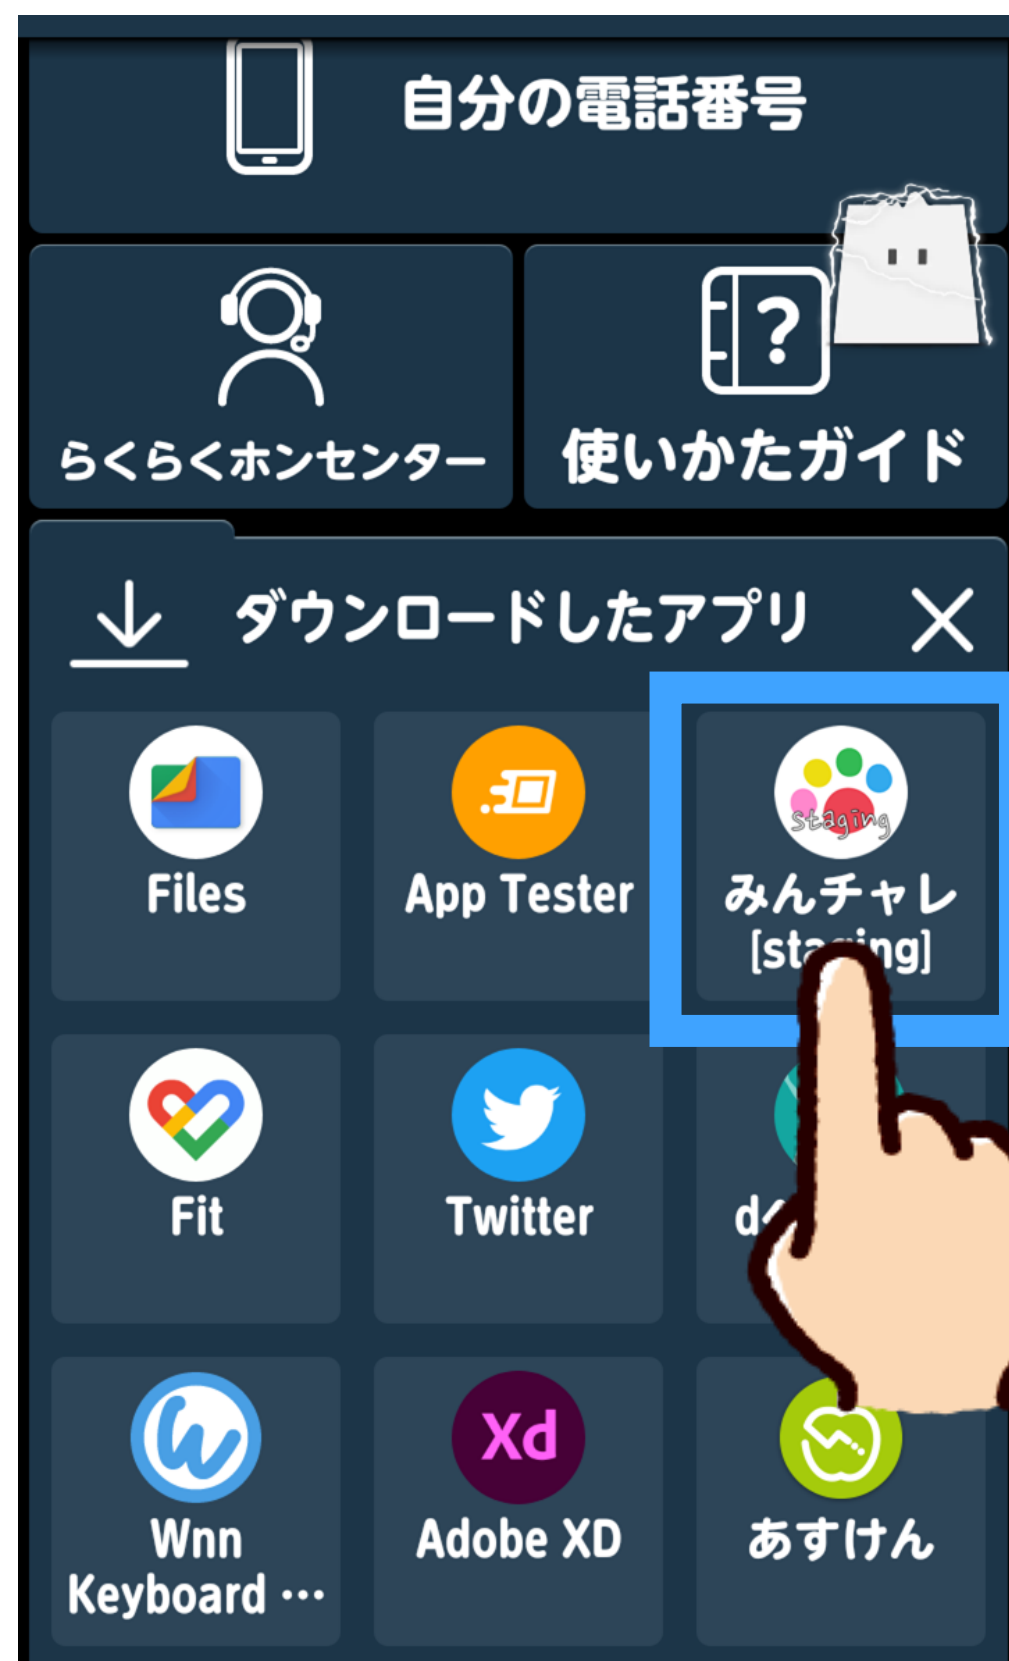 自分の電話番号
らくらくホンセンター
使いかたガイド
ダウンロードしたアプリ
Files
App Tester
staging
みんチャレ
Fit
Twitter
Xd
Wnn
Keyboard …
Adobe XD
あすけん